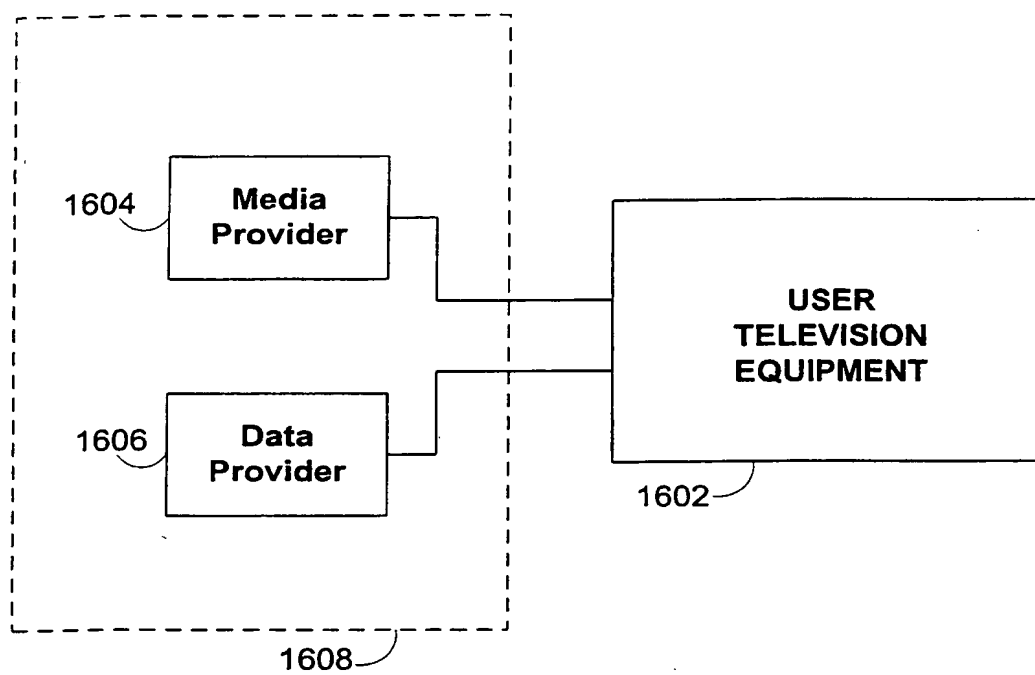 1604
Media
Provider
1606
Data
Provider
USER
TELEVISION
EQUIPMENT
1602
1608